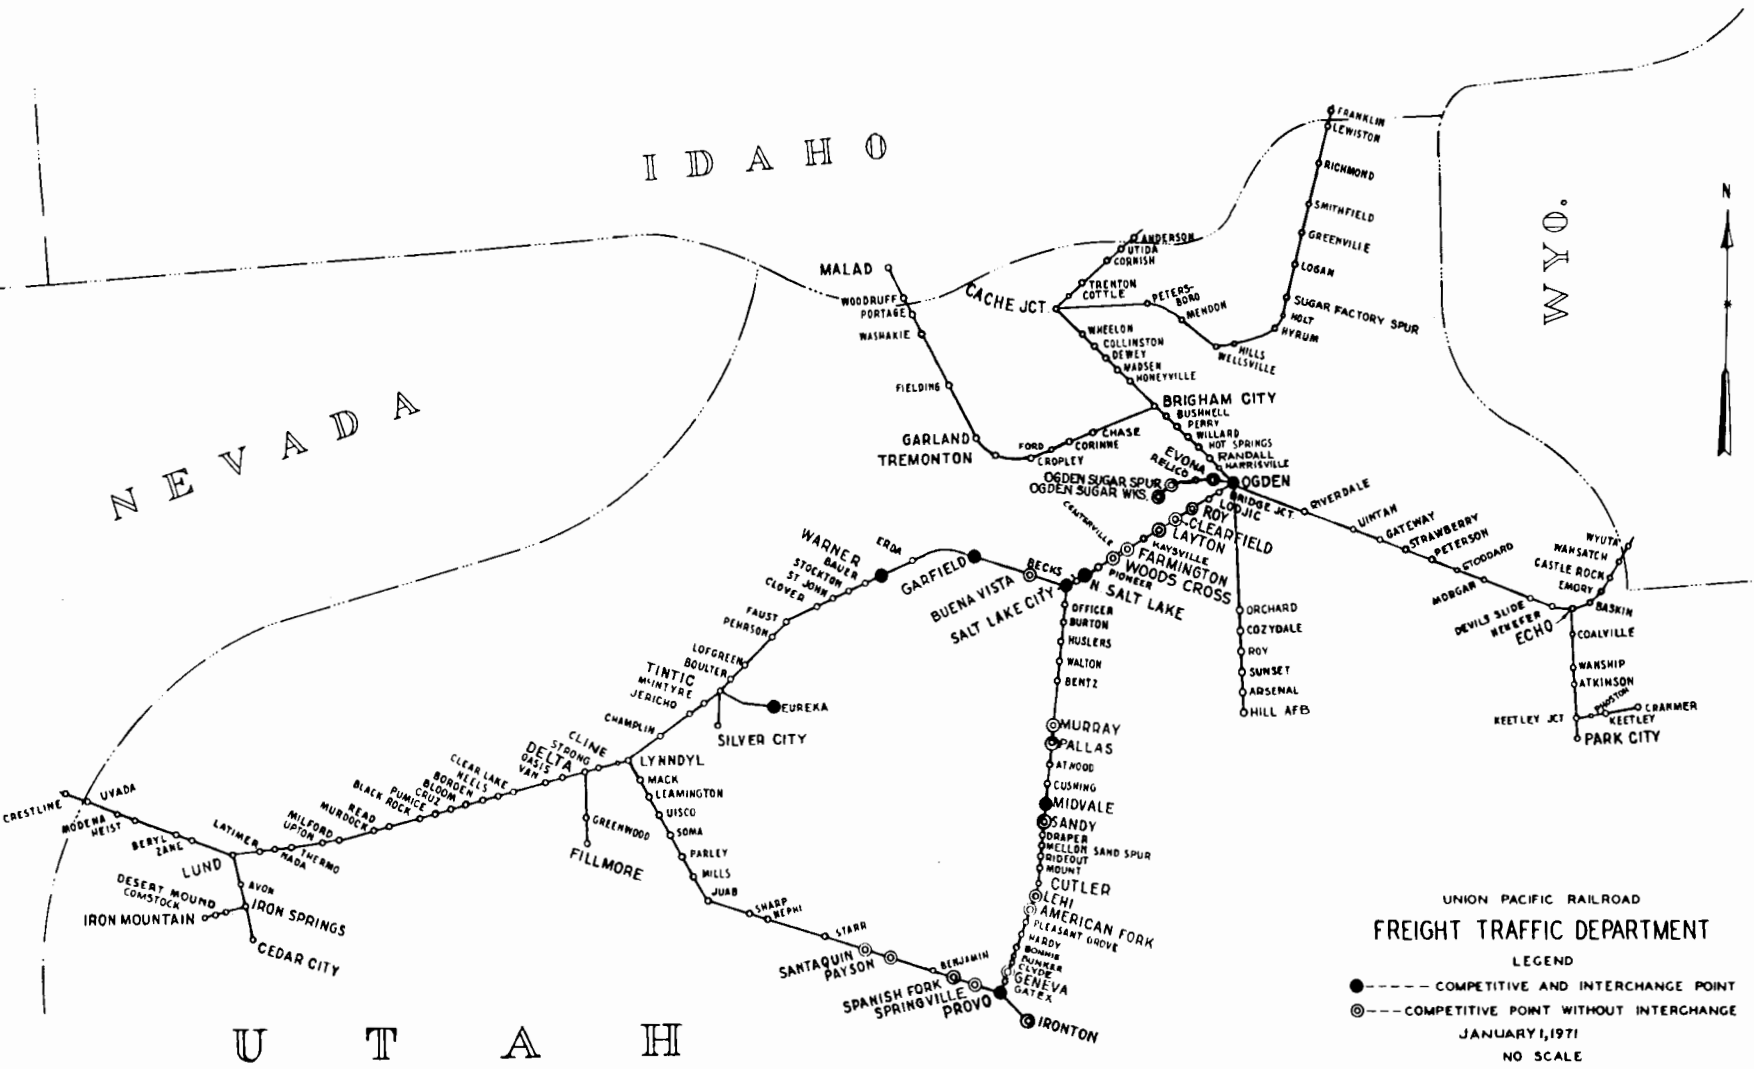 IDAHO
NEVADA
UTAH
WYO.
N
FRANKLIN
LEWISTON
RICHMOND
SMITHFIELD
GREENVILLE
LOGAN
SUGAR FACTORY SPUR
HOLT
HYRUM
HILLS
WELLSVILLE
MENDON
PETERS-
BORO
ANDERSON
UTIDA
CORNISH
TRENTON
COTTLE
CACHE JCT.
WHEELON
COLLINSTON
DEWEY
MADSEN
HONEYVILLE
BRIGHAM CITY
BUSHNELL
PERRY
WILLARD
HOT SPRINGS
RANDALL
HARRISVILLE
OGDEN
MALAD
WOODRUFF
PORTAGE
WASHAKIE
FIELDING
GARLAND
TREMONTON
FORD
CROPLEY
CORINNE
CHASE
EVONA
RELICO
OGDEN SUGAR SPUR
OGDEN SUGAR WKS.
BRIDGE JCT.
LODJIC
ROY
CLEARFIELD
LAYTON
KAYSVILLE
FARMINGTON
CENTERVILLE
WOODS CROSS
PIONEER
N SALT LAKE
SALT LAKE CITY
BECKS
BUENA VISTA
GARFIELD
ERDA
WARNER
BAUER
STOCKTON
ST JOHN
CLOVER
FAUST
PEHRSON
LOFGREEN
BOULTER
TINTIC
MCINTYRE
JERICHO
EUREKA
SILVER CITY
CHAMPLIN
LYNNDYL
CLINE
STRONG
DELTA
OASIS
VAN
CLEAR LAKE
NEELS
BORDEN
BLOOM
CRUZ
PUMICE
BLACK ROCK
READ
MURDOCK
MILFORD
UPTON
THERMO
NADA
LATIMER
LUND
ZANE
BERYL
HEIST
MODENA
UVADA
CRESTLINE
AVON
IRON SPRINGS
DESERT MOUND
COMSTOCK
IRON MOUNTAIN
CEDAR CITY
GREENWOOD
FILLMORE
MACK
LEAMINGTON
UISCO
SOMA
PARLEY
MILLS
JUAB
SHARP
NEPHI
STARR
SANTAQUIN
PAYSON
BENJAMIN
SPANISH FORK
SPRINGVILLE
PROVO
IRONTON
OFFICER
BURTON
HUSLERS
WALTON
BENTZ
MURRAY
PALLAS
ATWOOD
CUSHING
MIDVALE
SANDY
DRAPER
MELLON SAND SPUR
RIDEOUT
MOUNT
CUTLER
LEHI
AMERICAN FORK
PLEASANT GROVE
HARDY
BONNIE
BUNKER
CLYDE
GENEVA
GATEX
ORCHARD
COZYDALE
ROY
SUNSET
ARSENAL
HILL AFB
RIVERDALE
UINTAH
GATEWAY
STRAWBERRY
PETERSON
STODDARD
MORGAN
DEVILS SLIDE
HENEFER
ECHO
BASKIN
EMORY
CASTLE ROCK
WAHSATCH
WYUTA
COALVILLE
WANSHIP
ATKINSON
PHOSTON
CRANMER
KEETLEY JCT
KEETLEY
PARK CITY
UNION PACIFIC RAILROAD
FREIGHT TRAFFIC DEPARTMENT
LEGEND
COMPETITIVE AND INTERCHANGE POINT
COMPETITIVE POINT WITHOUT INTERCHANGE
JANUARY 1, 1971
NO SCALE